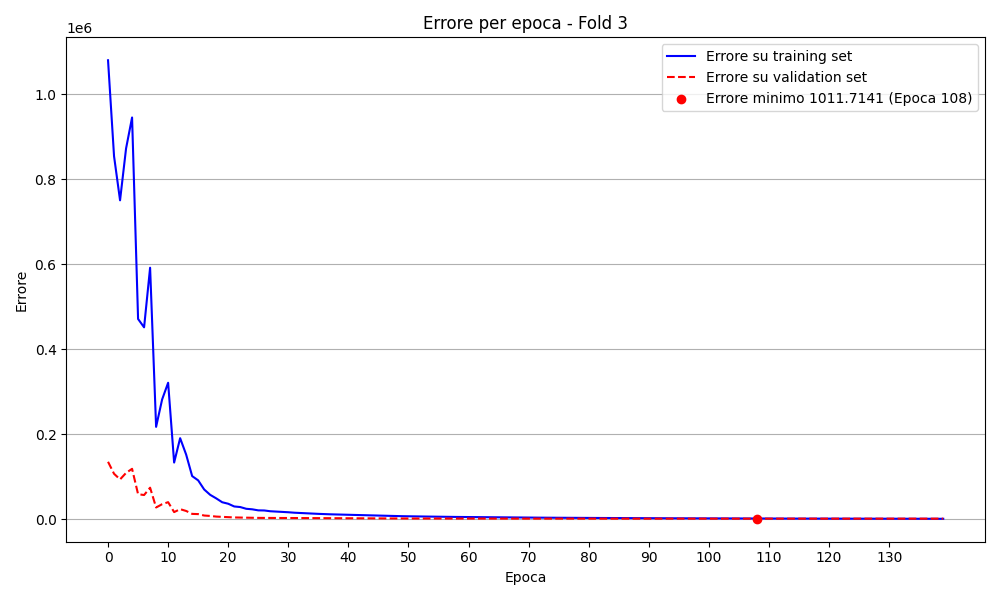 Errore per epoca - Fold 3
1e6
Errore su training set
Errore su validation set
Errore minimo 1011.7141 (Epoca 108)
1.0
0.8
0.6
0.4
0.2
0.0
Errore
0 10 20 30 40 50 60 70 80 90 100 110 120 130
Epoca